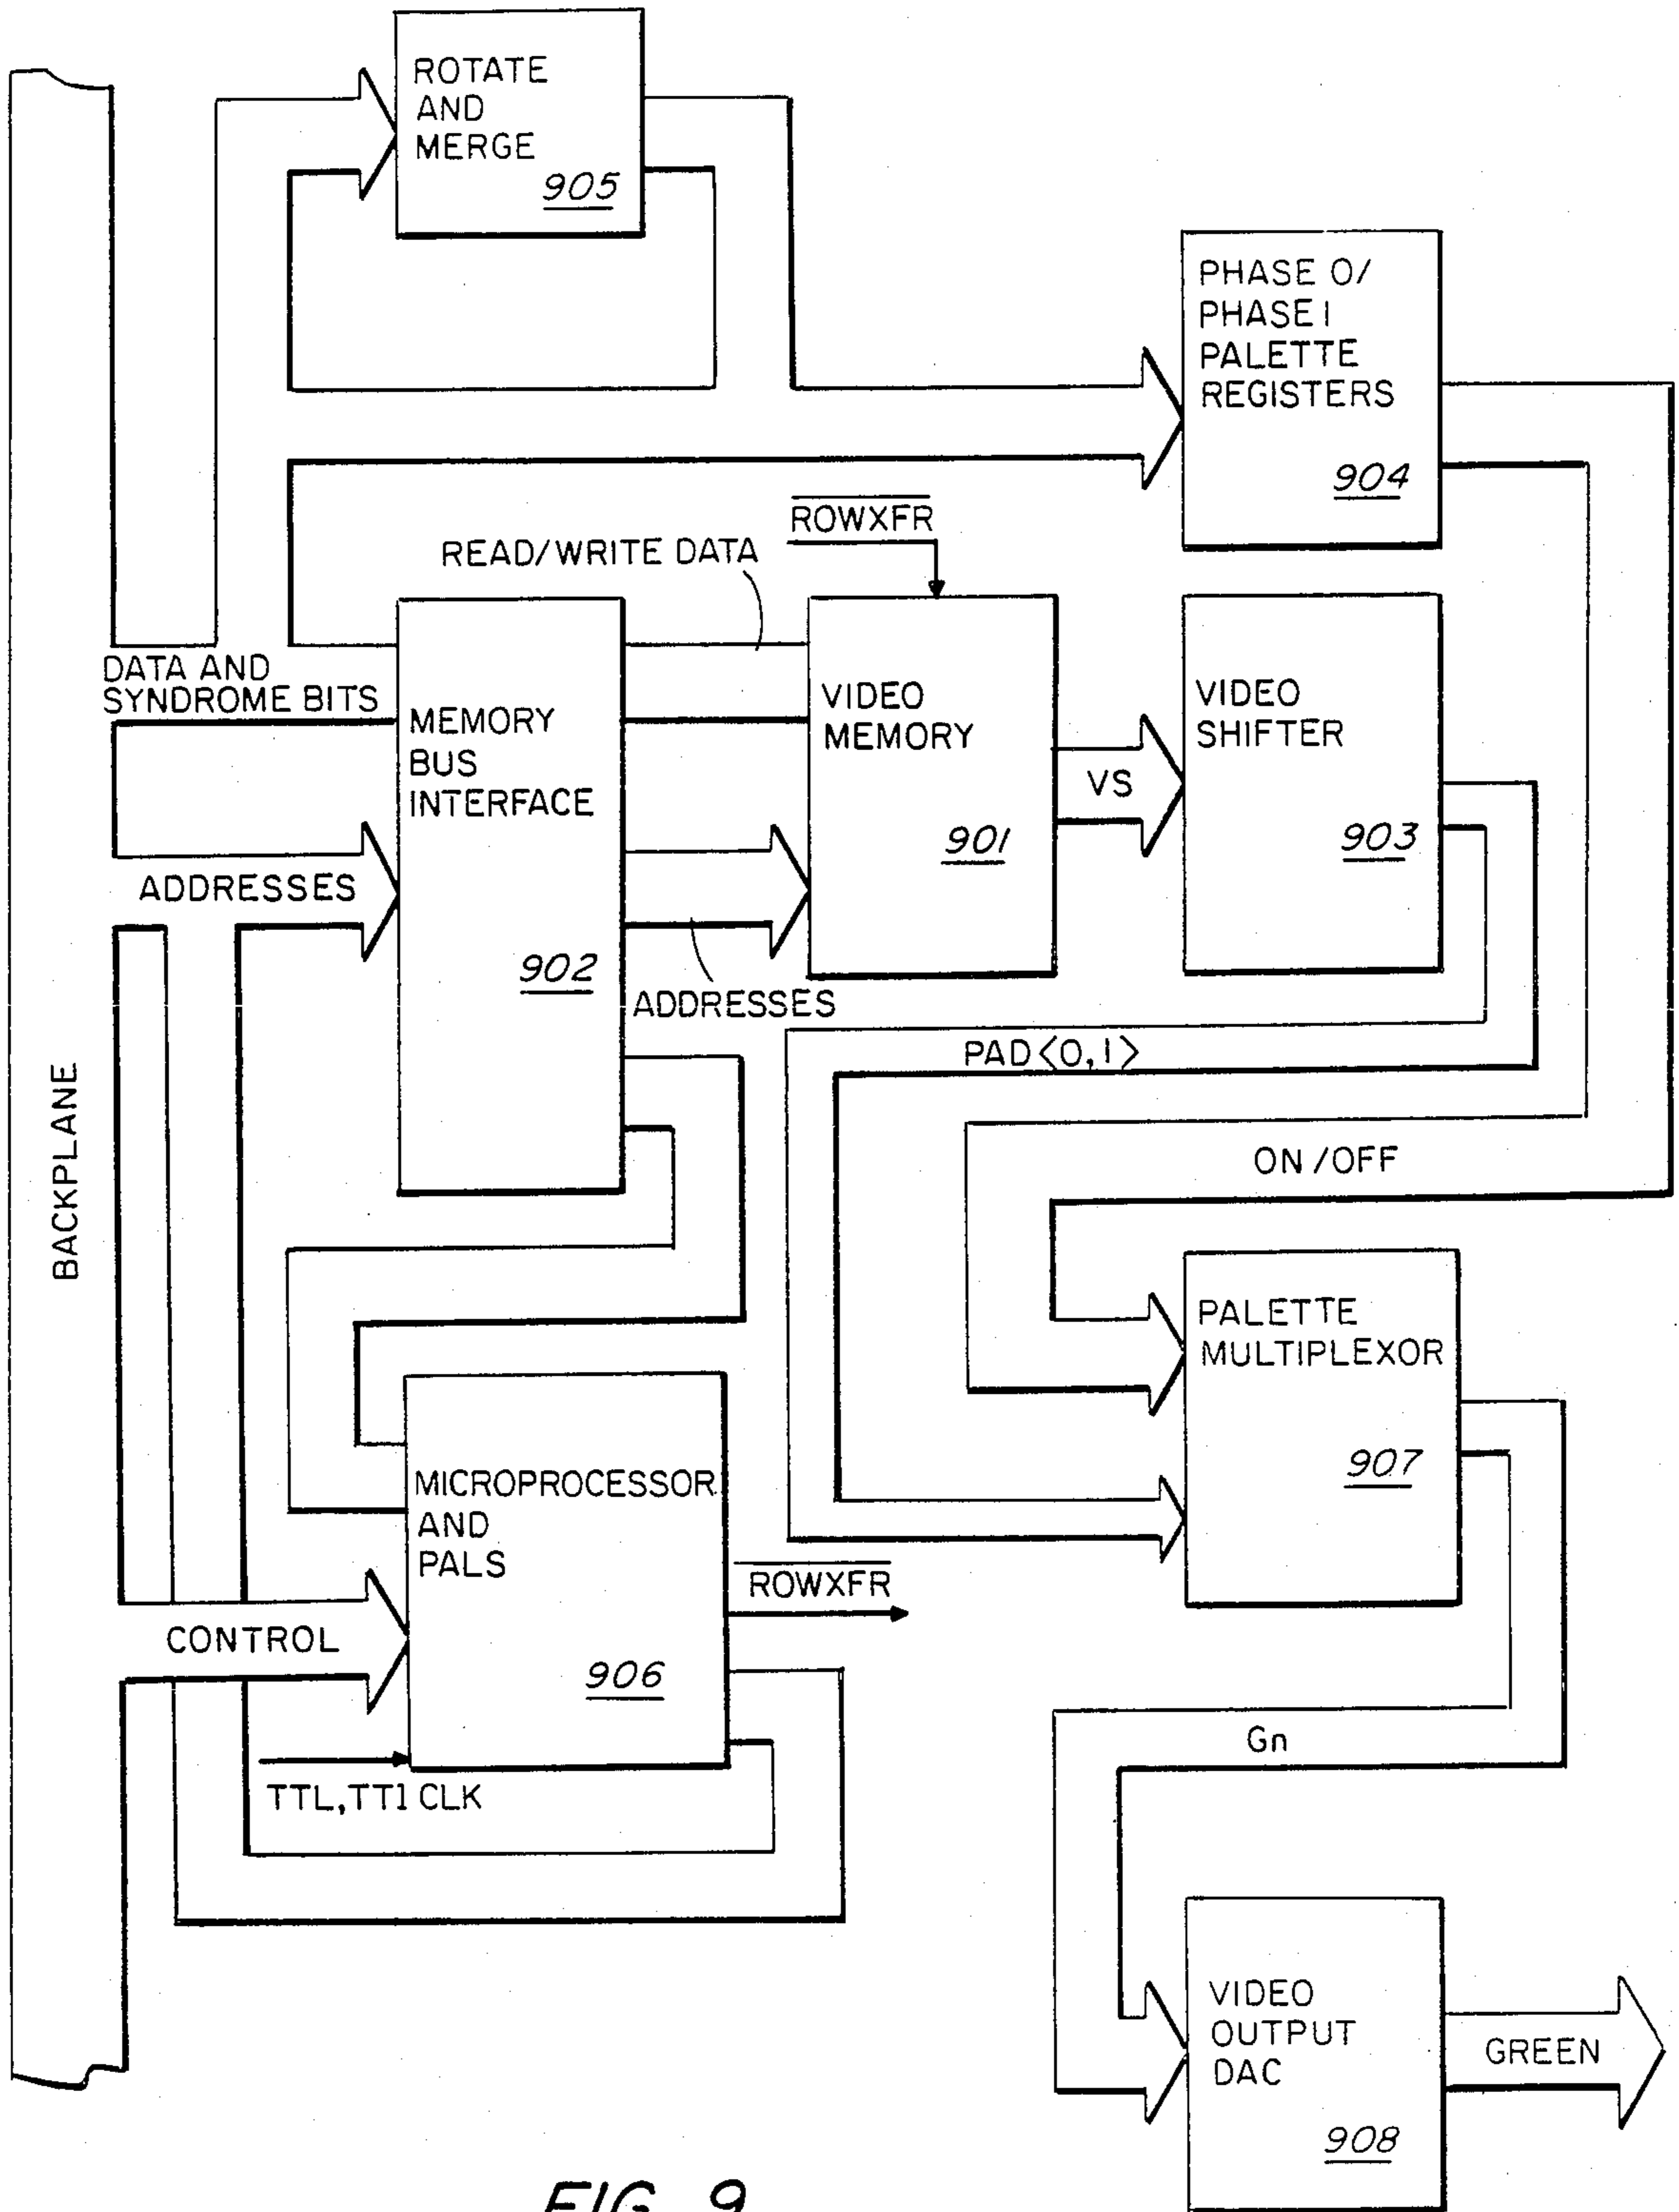 ROTATE
AND
MERGE
905
PHASE 0/
PHASE 1
PALETTE
REGISTERS
904
ROWXFR
READ/WRITE DATA
DATA AND
SYNDROME BITS
MEMORY
BUS
INTERFACE
902
VIDEO
MEMORY
901
VS
VIDEO
SHIFTER
903
ADDRESSES
ADDRESSES
PAD<0,1>
BACKPLANE
ON/OFF
PALETTE
MULTIPLEXOR
907
MICROPROCESSOR
AND
PALS
906
ROWXFR
CONTROL
TTL,TT1 CLK
Gn
VIDEO
OUTPUT
DAC
908
GREEN
FIG. 9